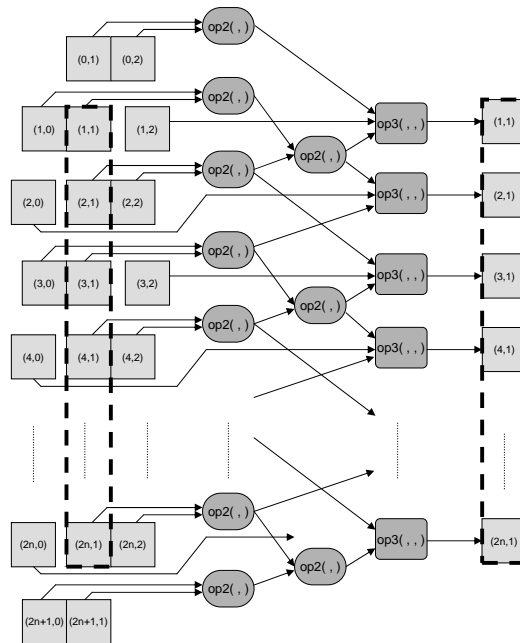 op2( , )
(0,1) (0,2)
op2( , )
(1,0) (1,1) (1,2) op3( , , ) (1,1)
op2( , )
op2( , )
(2,0) (2,1) (2,2) op3( , , ) (2,1)
op2( , )
(3,0) (3,1) (3,2) op3( , , ) (3,1)
op2( , )
op2( , )
(4,0) (4,1) (4,2) op3( , , ) (4,1)
op2( , )
(2n,0) (2n,1) (2n,2) op3( , , ) (2n,1)
op2( , )
op2( , )
(2n+1,0) (2n+1,1)